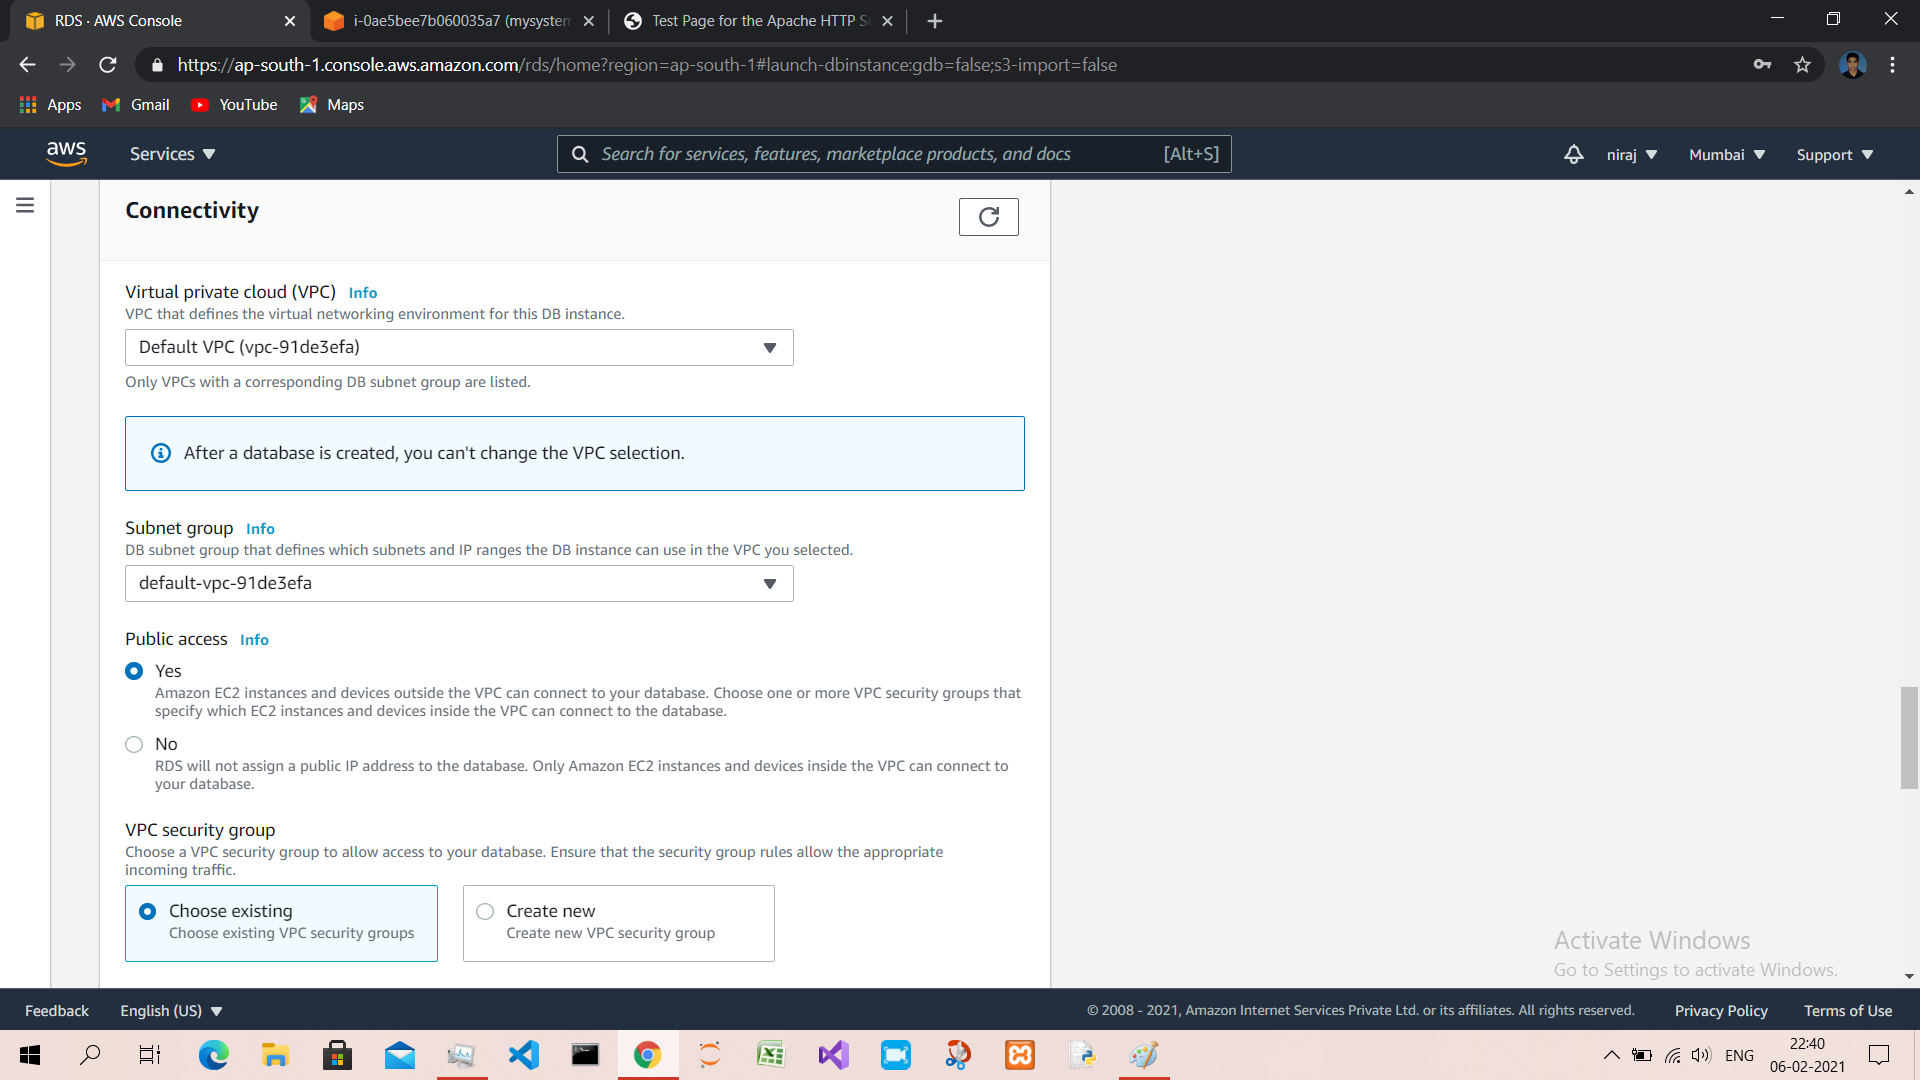 RDS · AWS Console
i-0ae5bee7b060035a7 (mysystem
Test Page for the Apache HTTP Se
https://ap-south-1.console.aws.amazon.com/rds/home?region=ap-south-1#launch-dbinstance:gdb=false;s3-import=false
Apps
Gmail
YouTube
Maps
aws
Services
Search for services, features, marketplace products, and docs
[Alt+S]
niraj
Mumbai
Support
Connectivity
Virtual private cloud (VPC) Info
VPC that defines the virtual networking environment for this DB instance.
Default VPC (vpc-91de3efa)
Only VPCs with a corresponding DB subnet group are listed.
After a database is created, you can't change the VPC selection.
Subnet group Info
DB subnet group that defines which subnets and IP ranges the DB instance can use in the VPC you selected.
default-vpc-91de3efa
Public access Info
Yes
Amazon EC2 instances and devices outside the VPC can connect to your database. Choose one or more VPC security groups that
specify which EC2 instances and devices inside the VPC can connect to the database.
No
RDS will not assign a public IP address to the database. Only Amazon EC2 instances and devices inside the VPC can connect to
your database.
VPC security group
Choose a VPC security group to allow access to your database. Ensure that the security group rules allow the appropriate
incoming traffic.
Choose existing
Choose existing VPC security groups
Create new
Create new VPC security group
Activate Windows
Go to Settings to activate Windows.
Feedback
English (US)
© 2008 - 2021, Amazon Internet Services Private Ltd. or its affiliates. All rights reserved.
Privacy Policy
Terms of Use
ENG
22:40
06-02-2021